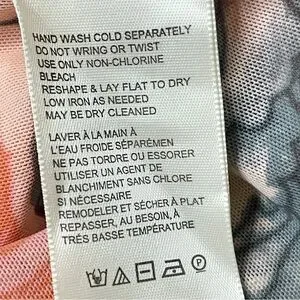 HAND WASH COLD SEPARATELY
DO NOT WRING OR TWIST
USE ONLY NON-CHLORINE
BLEACH
RESHAPE & LAY FLAT TO DRY
LOW IRON AS NEEDED
MAY BE DRY CLEANED
LAVER À LA MAIN À
L'EAU FROIDE SÉPARÉMEN
NE PAS TORDRE OU ESSORER
UTILISER UN AGENT DE
BLANCHIMENT SANS CHLORE
SI NÉCESSAIRE
REMODELER ET SÈCHER À PLAT
REPASSER, AU BESOIN, À
TRÈS BASSE TEMPÉRATURE
P